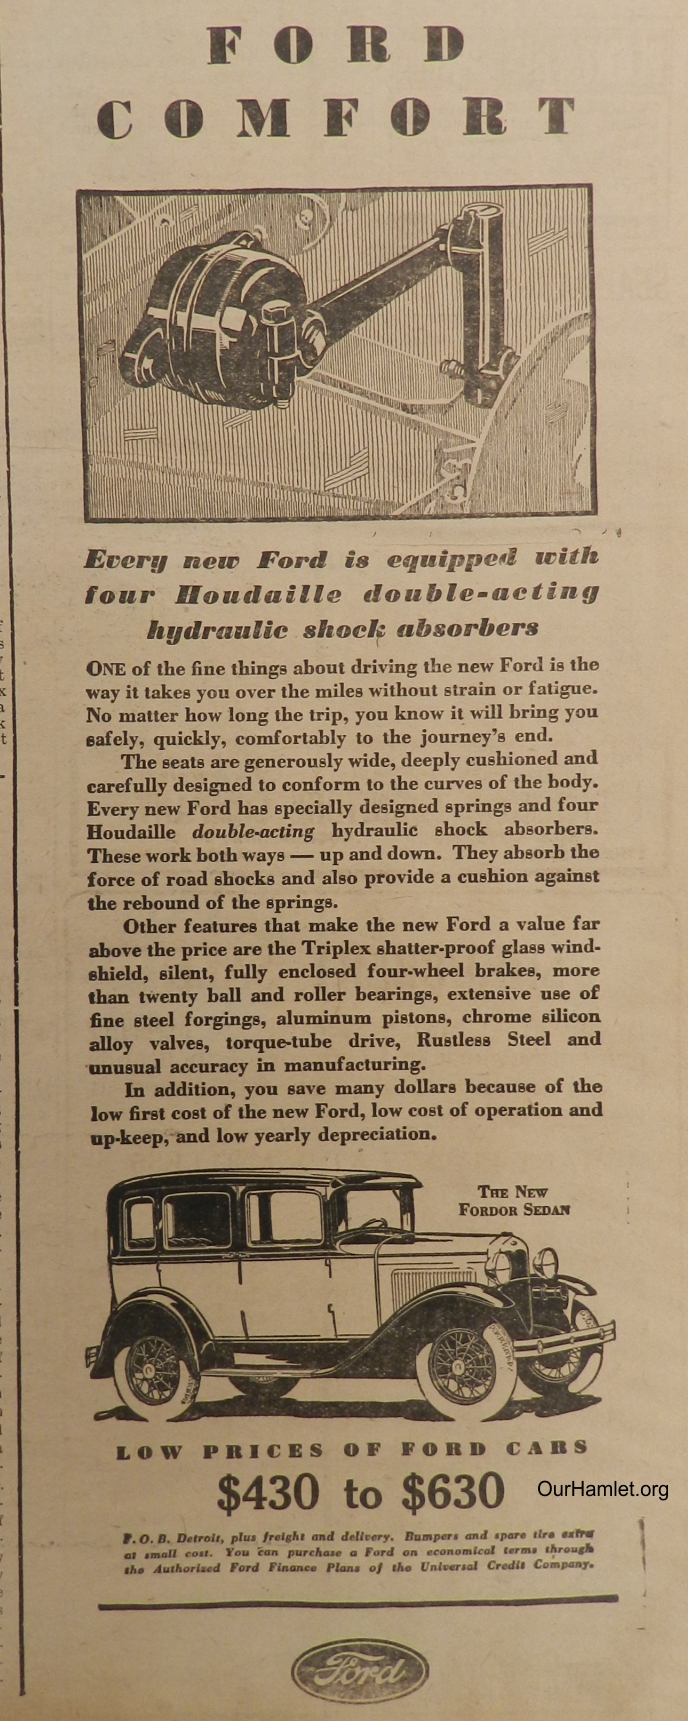 FORD
COMFORT
Every new Ford is equipped with
four Houdaille double-acting
hydraulic shock absorbers
ONE of the fine things about driving the new Ford is the
way it takes you over the miles without strain or fatigue.
No matter how long the trip, you know it will bring you
safely, quickly, comfortably to the journey's end.
The seats are generously wide, deeply cushioned and
carefully designed to conform to the curves of the body.
Every new Ford has specially designed springs and four
Houdaille double-acting hydraulic shock absorbers.
These work both ways — up and down. They absorb the
force of road shocks and also provide a cushion against
the rebound of the springs.
Other features that make the new Ford a value far
above the price are the Triplex shatter-proof glass wind-
shield, silent, fully enclosed four-wheel brakes, more
than twenty ball and roller bearings, extensive use of
fine steel forgings, aluminum pistons, chrome silicon
alloy valves, torque-tube drive, Rustless Steel and
unusual accuracy in manufacturing.
In addition, you save many dollars because of the
low first cost of the new Ford, low cost of operation and
up-keep, and low yearly depreciation.
THE NEW
FORDOR SEDAN
LOW PRICES OF FORD CARS
$430 to $630
OurHamlet.org
F. O. B. Detroit, plus freight and delivery. Bumpers and spare tire extra
at small cost. You can purchase a Ford on economical terms through
the Authorized Ford Finance Plans of the Universal Credit Company.
Ford